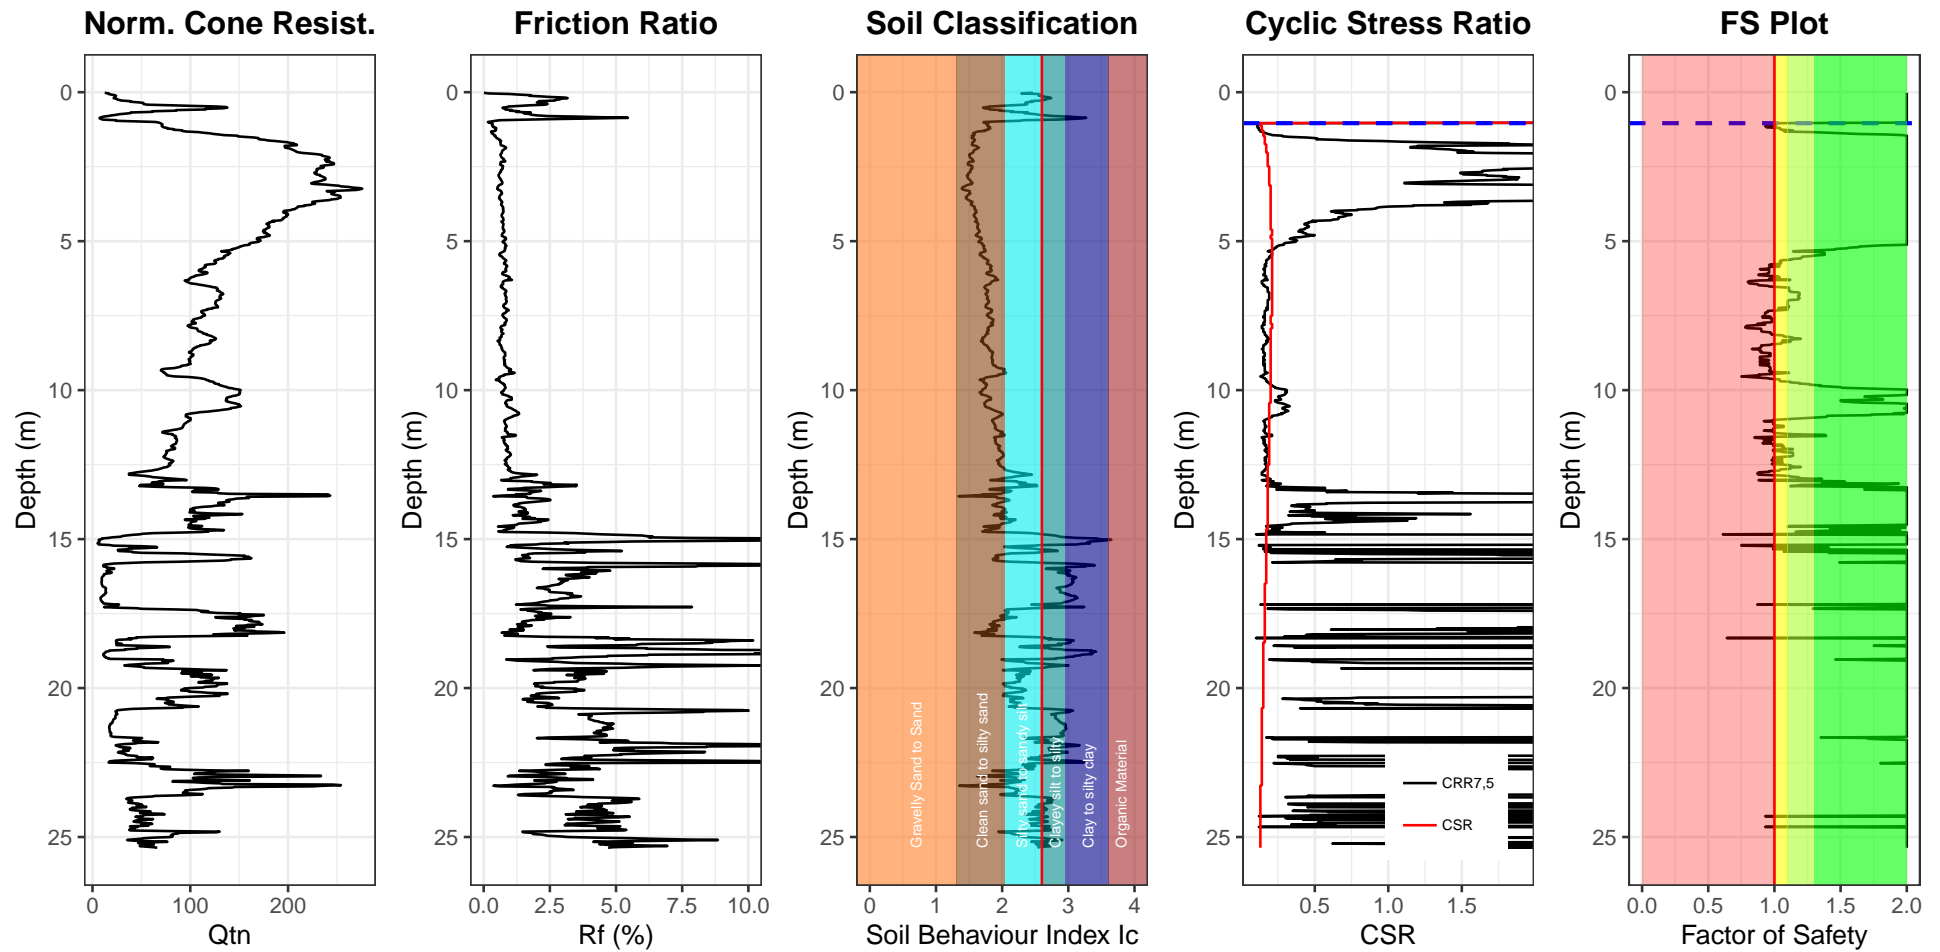 Norm. Cone Resist.
Friction Ratio
Soil Classification
Cyclic Stress Ratio
FS Plot
Depth (m)
0
5
10
15
20
25
0
100
200
Qtn
Depth (m)
0
5
10
15
20
25
0.0
2.5
5.0
7.5
10.0
Rf (%)
Depth (m)
0
5
10
15
20
25
Gravelly Sand to Sand
Clean sand to silty sand
Silty sand to sandy silt
Clayey silt to silty
Clay to silty clay
Organic Material
0
1
2
3
4
Soil Behaviour Index Ic
Depth (m)
0
5
10
15
20
25
CRR7,5
CSR
0.5
1.0
1.5
CSR
Depth (m)
0
5
10
15
20
25
0.0
0.5
1.0
1.5
2.0
Factor of Safety